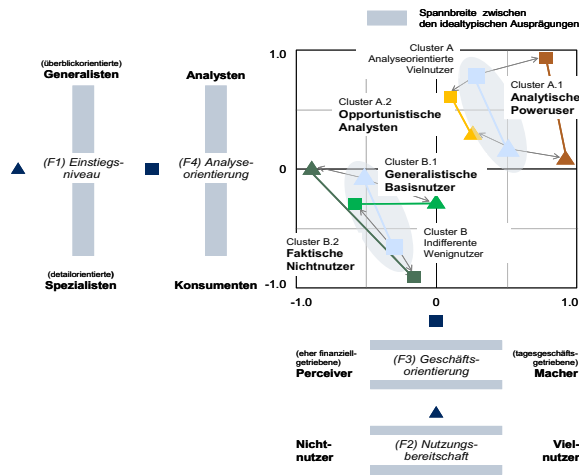 Spannbreite zwischen
den idealtypischen Ausprägungen
(überblickorientierte)
Generalisten
Analysten
(F1) Einstiegs-
niveau
(F4) Analyse-
orientierung
(detailorientierte)
Spezialisten
Konsumenten
1.0
0
-1.0
Cluster A
Analyseorientierte
Vielnutzer
Cluster A.1
Analytische
Poweruser
Cluster A.2
Opportunistische
Analysten
Cluster B.1
Generalistische
Basisnutzer
Cluster B
Indifferente
Wenignutzer
Cluster B.2
Faktische
Nichtnutzer
-1.0
0
1.0
(eher finanziell-
getriebene)
Perceiver
(F3) Geschäfts-
orientierung
(tagesgeschäfts-
getriebene)
Macher
Nicht-
nutzer
(F2) Nutzungs-
bereitschaft
Viel-
nutzer